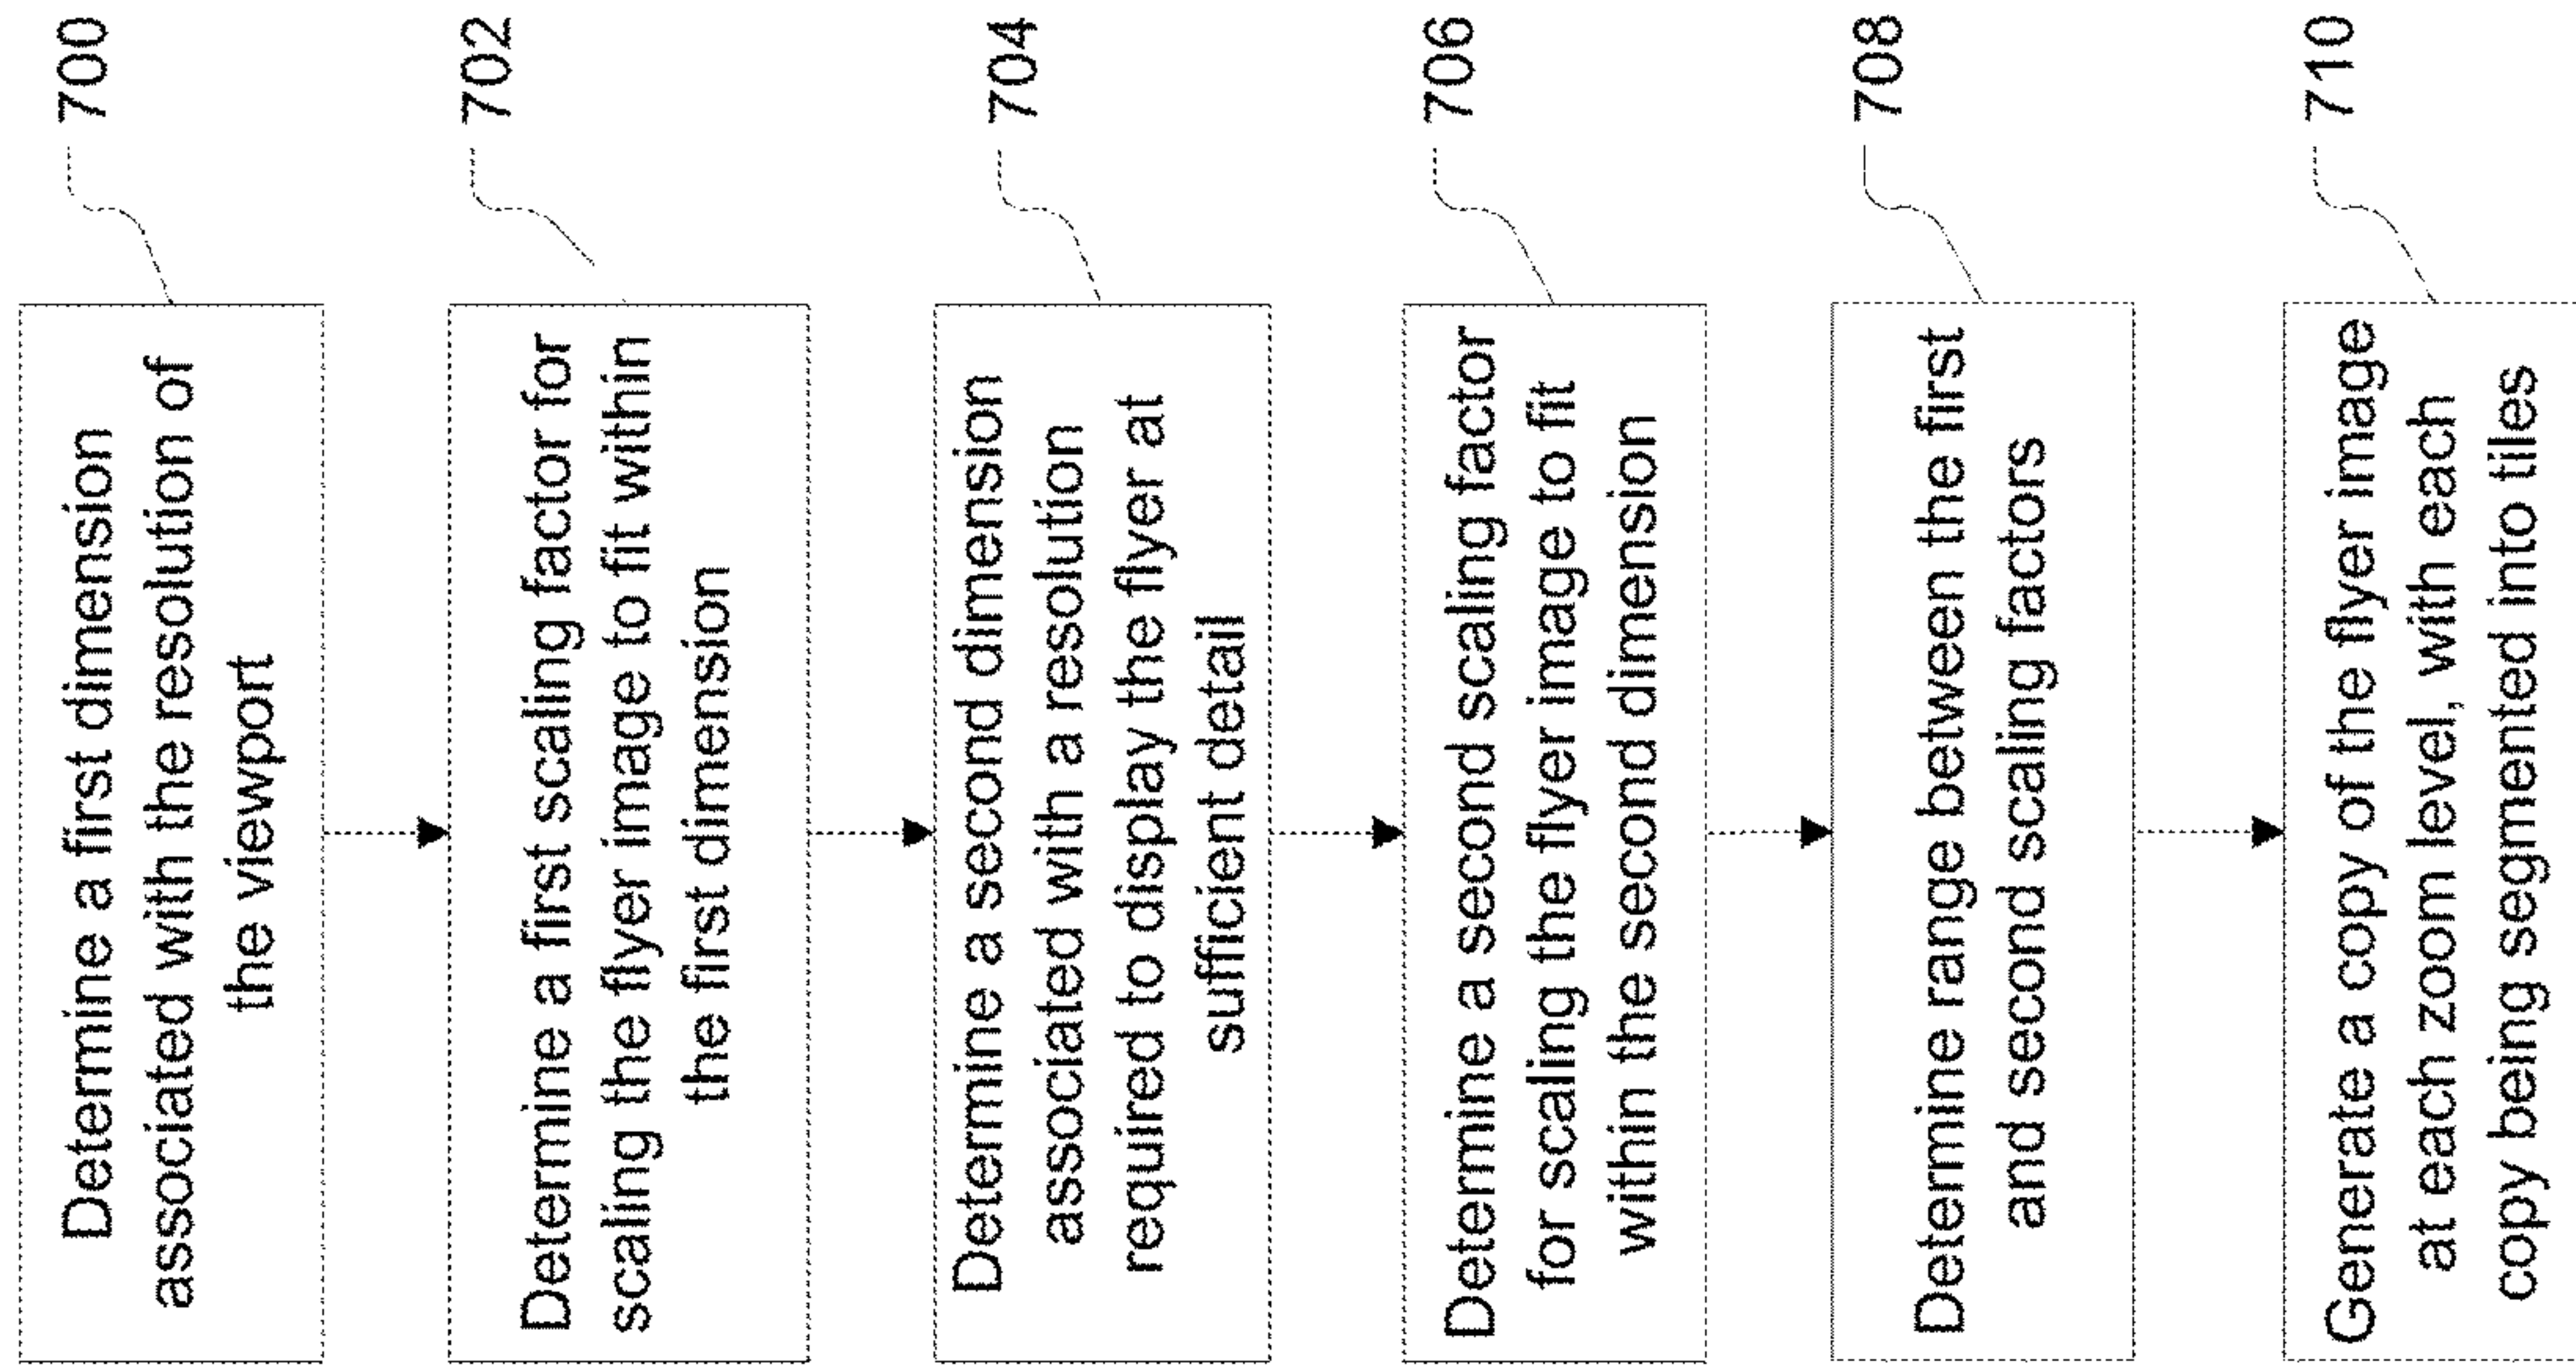 Determine a first dimension
associated with the resolution of
the viewport
700
Determine a first scaling factor for
scaling the flyer image to fit within
the first dimension
702
Determine a second dimension
associated with a resolution
required to display the flyer at
sufficient detail
704
Determine a second scaling factor
for scaling the flyer image to fit
within the second dimension
706
Determine range between the first
and second scaling factors
708
Generate a copy of the flyer image
at each zoom level, with each
copy being segmented into tiles
710